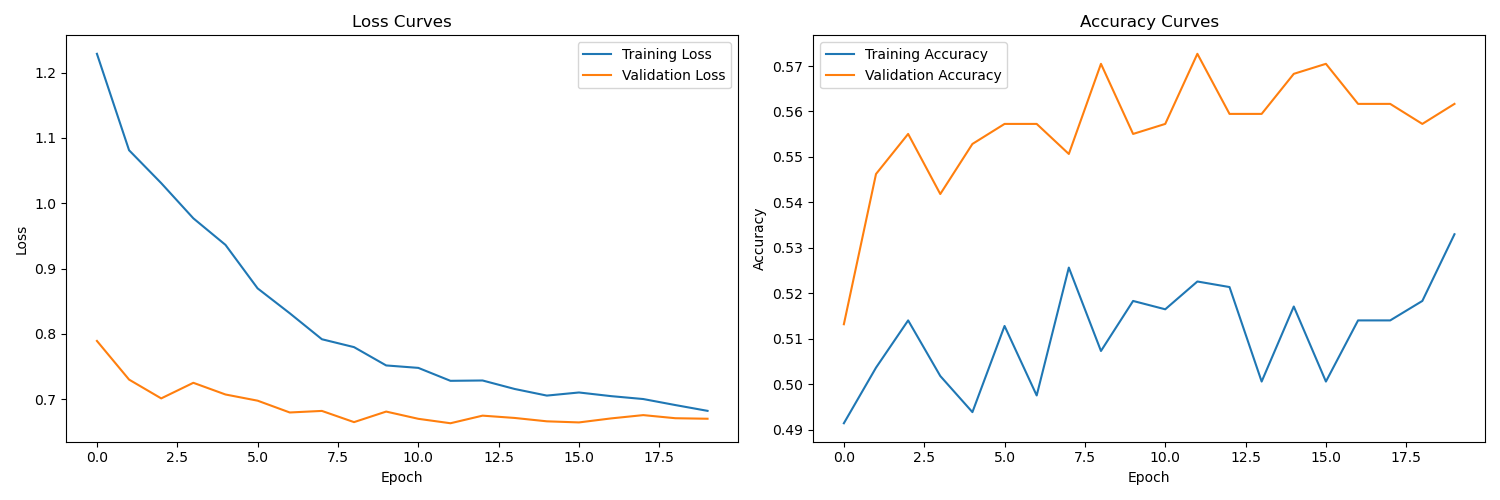 Loss Curves
Training Loss
Validation Loss
1.2
1.1
1.0
0.9
0.8
0.7
Loss
0.0 2.5 5.0 7.5 10.0 12.5 15.0 17.5
Epoch
Accuracy Curves
Training Accuracy
Validation Accuracy
0.57
0.56
0.55
0.54
0.53
0.52
0.51
0.50
0.49
Accuracy
0.0 2.5 5.0 7.5 10.0 12.5 15.0 17.5
Epoch